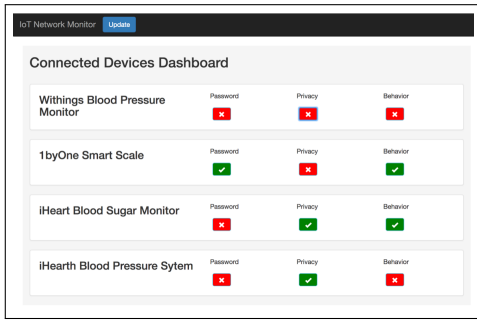 IoT Network Monitor Update
Connected Devices Dashboard
Withings Blood Pressure Monitor
Password Privacy Behavior
1byOne Smart Scale
Password Privacy Behavior
iHeart Blood Sugar Monitor
Password Privacy Behavior
iHearth Blood Pressure Sytem
Password Privacy Behavior